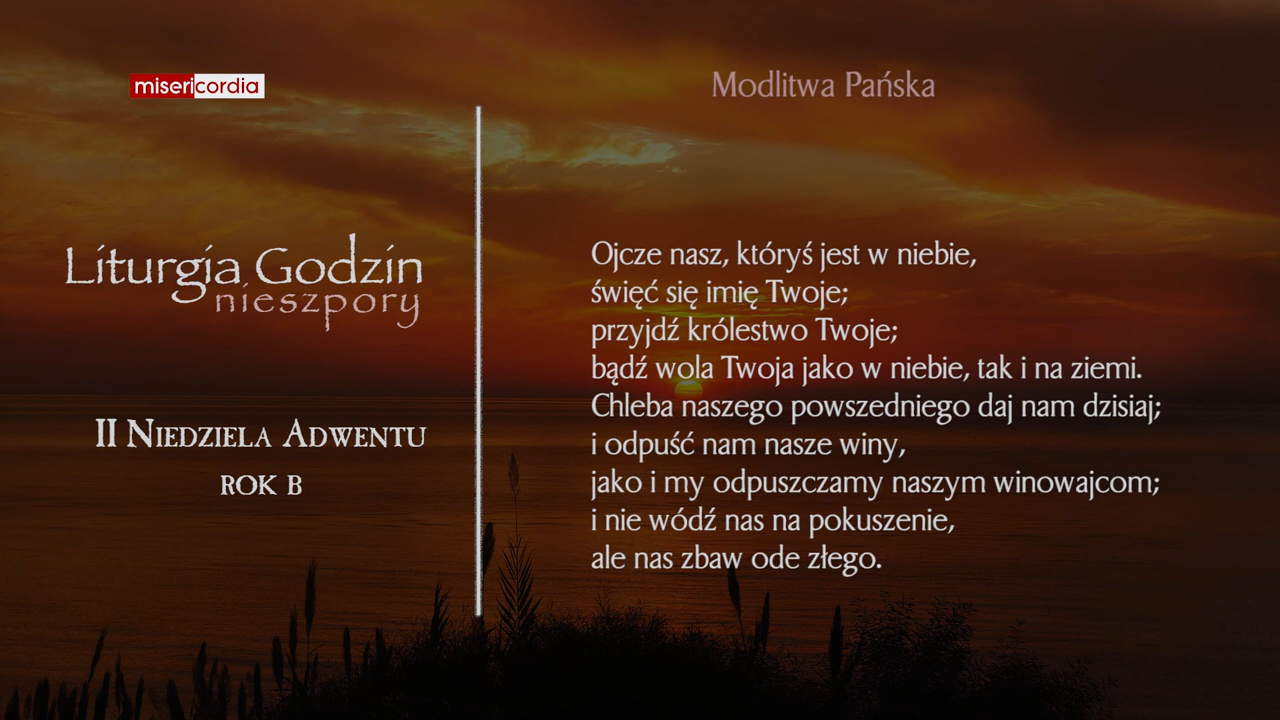 misericordia
Liturgia Godzin
nieszpory
II Niedziela Adwentu
rok B
Modlitwa Pańska
Ojcze nasz, któryś jest w niebie,
święć się imię Twoje;
przyjdź królestwo Twoje;
bądź wola Twoja jako w niebie, tak i na ziemi.
Chleba naszego powszedniego daj nam dzisiaj;
i odpuść nam nasze winy,
jako i my odpuszczamy naszym winowajcom;
i nie wódź nas na pokuszenie,
ale nas zbaw ode złego.